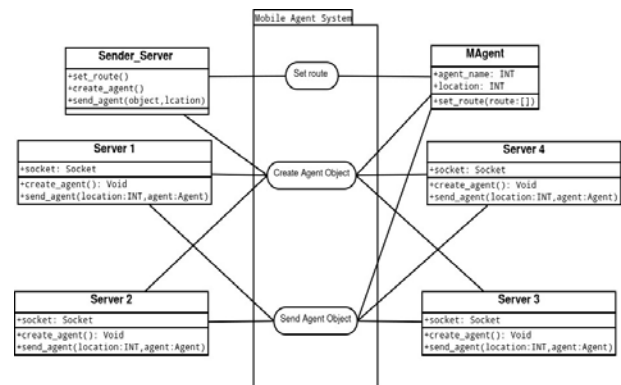 Mobile Agent System
Sender_Server
+set_route()
+create_agent()
+send_agent(object,lcation)
Set route
MAgent
+agent_name: INT
+location: INT
+set_route(route:[])
Server 1
+socket: Socket
+create_agent(): Void
+send_agent(location:INT,agent:Agent)
Create Agent Object
Server 4
+socket: Socket
+create_agent(): Void
+send_agent(location:INT,agent:Agent)
Server 2
+socket: Socket
+create_agent(): Void
+send_agent(location:INT,agent:Agent)
Send Agent Object
Server 3
+socket: Socket
+create_agent(): Void
+send_agent(location:INT,agent:Agent)